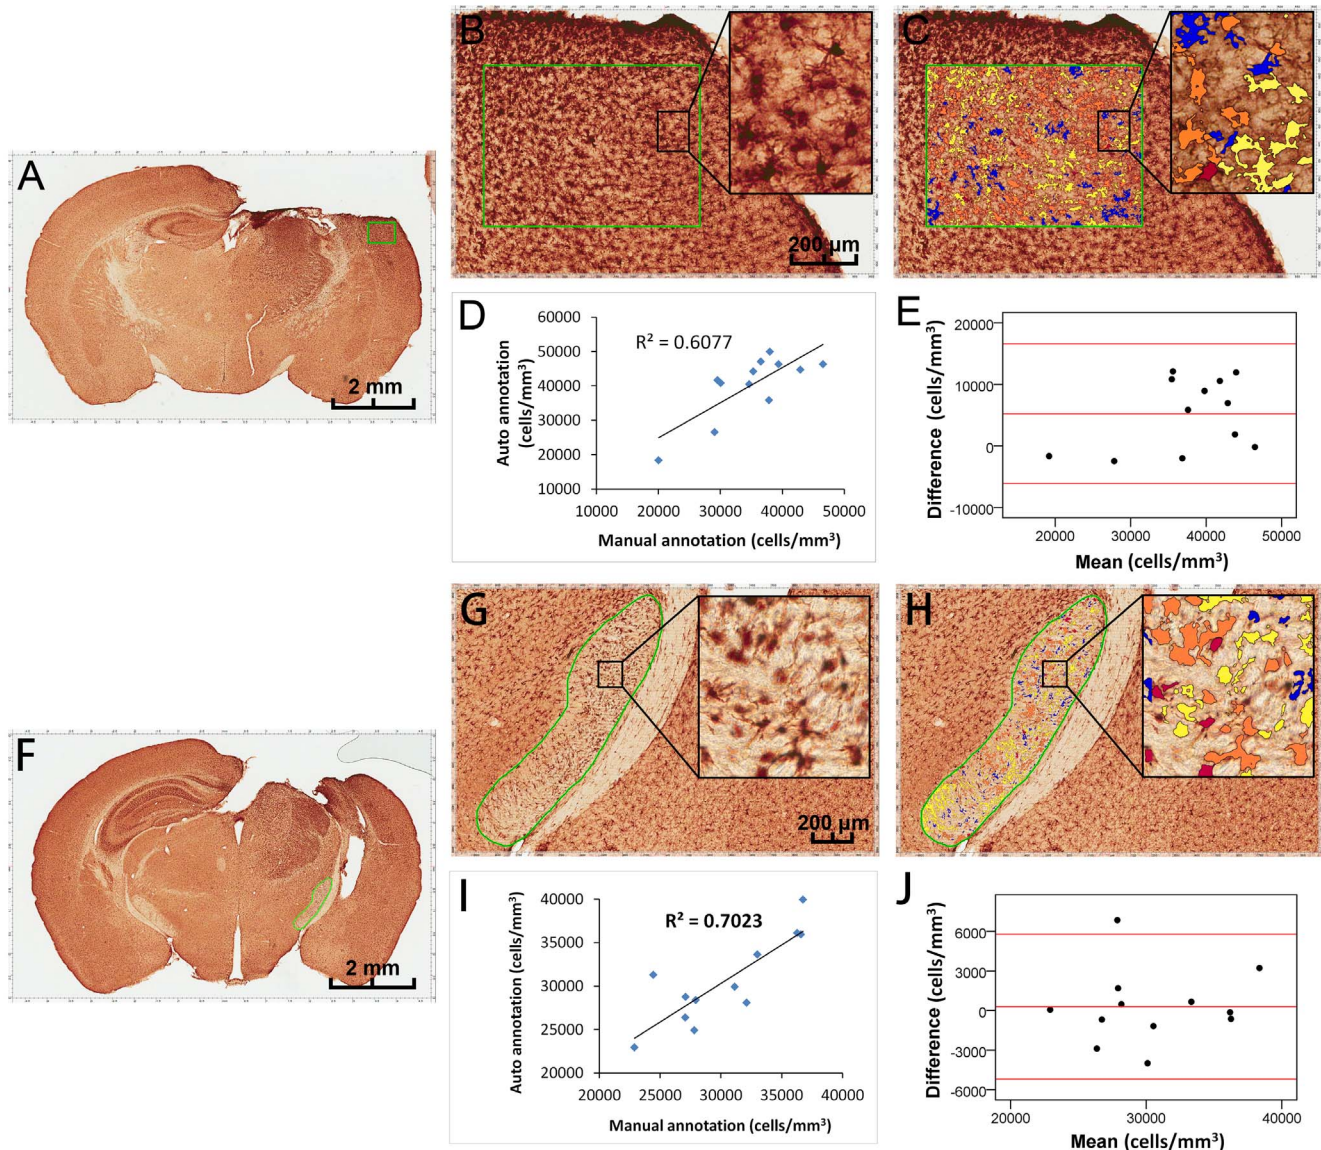 A
2 mm
B
200 µm
C
D
R² = 0.6077
Auto annotation
(cells/mm³)
60000
50000
40000
30000
20000
10000
10000 20000 30000 40000 50000
Manual annotation (cells/mm³)
E
Difference (cells/mm³)
20000
10000
0
-10000
20000 30000 40000 50000
Mean (cells/mm³)
F
2 mm
G
200 µm
H
I
R² = 0.7023
Auto annotation (cells/mm³)
40000
35000
30000
25000
20000
20000 25000 30000 35000 40000
Manual annotation (cells/mm³)
J
Difference (cells/mm³)
6000
3000
0
-3000
-6000
20000 30000 40000
Mean (cells/mm³)